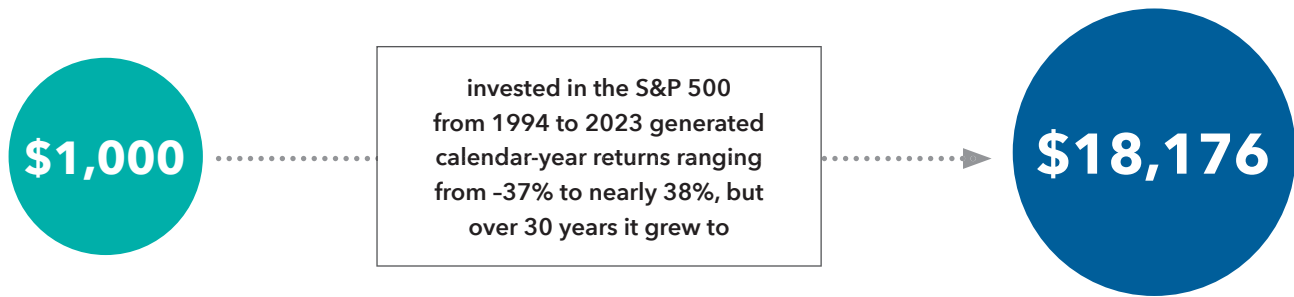 $1,000
invested in the S&P 500
from 1994 to 2023 generated
calendar-year returns ranging
from –37% to nearly 38%, but
over 30 years it grew to
$18,176